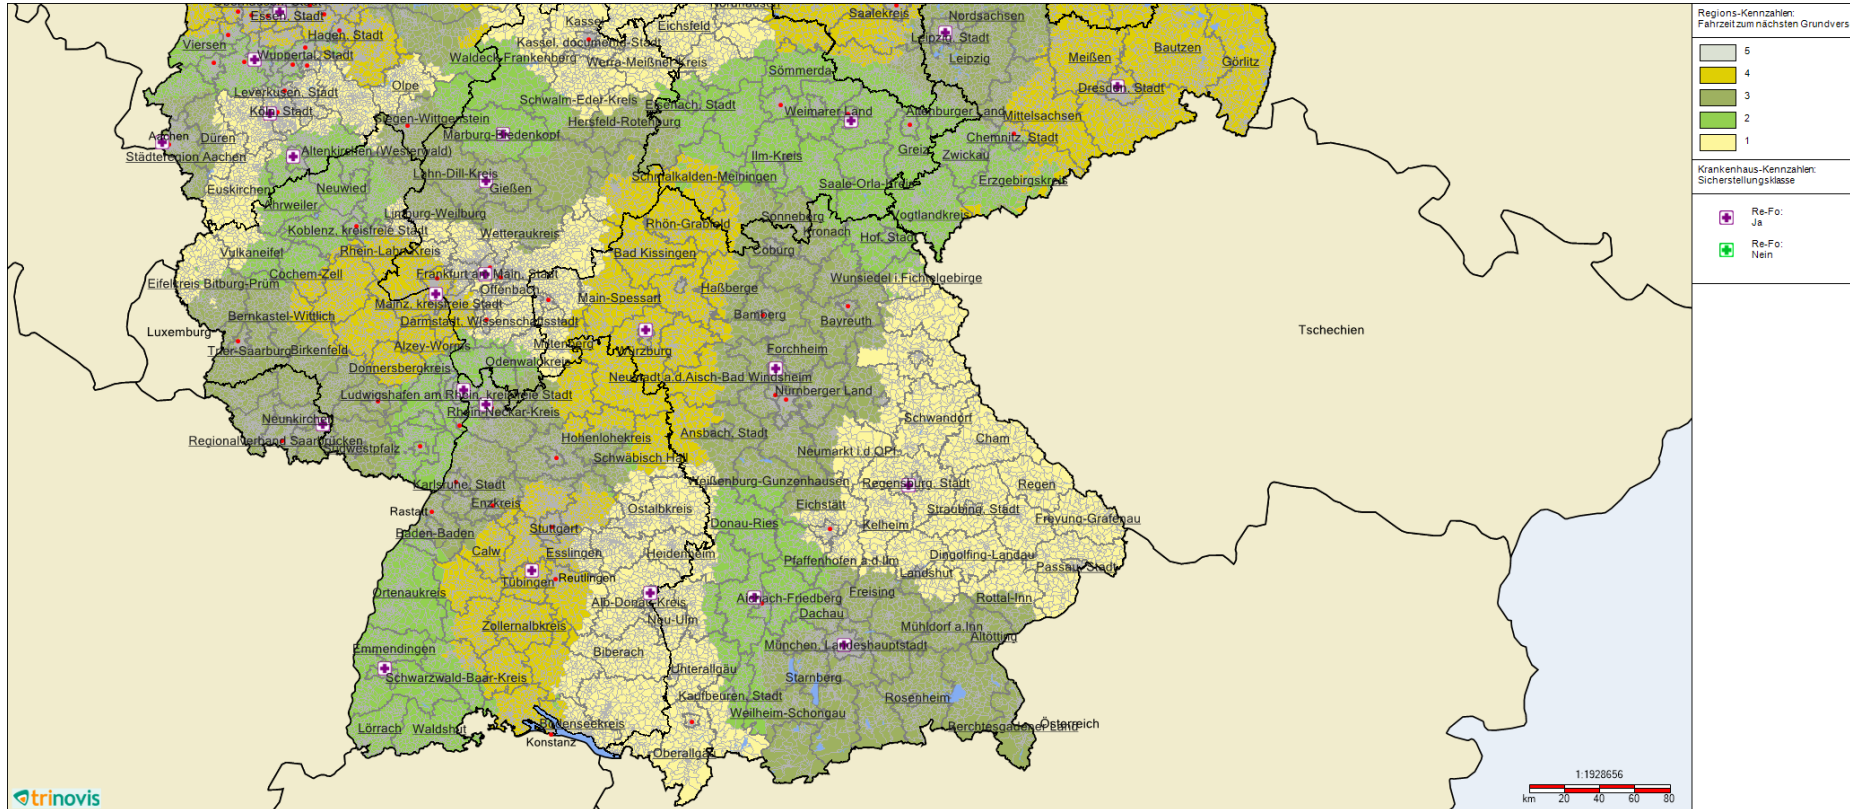 Essen, Stadt
Kassel
Eichsfeld
Saalekreis
Nordsachsen
Viersen
Hagen, Stadt
Kassel, documenta-Stadt
Leipzig, Stadt
Bautzen
Wuppertal, Stadt
Waldeck-Frankenberg
Werra-Meißner-Kreis
Leipzig
Meißen
Görlitz
Sömmerda
Leverkusen, Stadt
Olpe
Dresden, Stadt
Schwalm-Eder-Kreis
Eisenach, Stadt
Köln, Stadt
Weimarer Land
Altenburger Land
Mittelsachsen
Siegen-Wittgenstein
Hersfeld-Rotenburg
Aachen
Düren
Marburg-Biedenkopf
Chemnitz, Stadt
Städteregion Aachen
Altenkirchen (Westerwald)
Ilm-Kreis
Greiz
Zwickau
Lahn-Dill-Kreis
Schmalkalden-Meiningen
Euskirchen
Neuwied
Gießen
Saale-Orla-Kreis
Erzgebirgskreis
Ahrweiler
Limburg-Weilburg
Sonneberg
Vogtlandkreis
Koblenz, kreisfreie Stadt
Wetteraukreis
Rhön-Grabfeld
Kronach
Hof, Stadt
Vulkaneifel
Rhein-Lahn-Kreis
Bad Kissingen
Coburg
Cochem-Zell
Frankfurt am Main, Stadt
Wunsiedel i.Fichtelgebirge
Eifelkreis Bitburg-Prüm
Offenbach
Haßberge
Mainz, kreisfreie Stadt
Main-Spessart
Bernkastel-Wittlich
Darmstadt, Wissenschaftsstadt
Bamberg
Bayreuth
Luxemburg
Tschechien
Trier-Saarburg
Birkenfeld
Alzey-Worms
Miltenberg
Würzburg
Forchheim
Donnersbergkreis
Odenwaldkreis
Neustadt a.d.Aisch-Bad Windsheim
Ludwigshafen am Rhein, kreisfreie Stadt
Nürnberger Land
Neunkirchen
Rhein-Neckar-Kreis
Schwandorf
Regionalverband Saarbrücken
Südwestpfalz
Hohenlohekreis
Ansbach, Stadt
Cham
Schwäbisch Hall
Neumarkt i.d.OPf.
Karlsruhe, Stadt
Weißenburg-Gunzenhausen
Regensburg, Stadt
Regen
Enzkreis
Ostalbkreis
Eichstätt
Straubing, Stadt
Rastatt
Stuttgart
Donau-Ries
Kelheim
Freyung-Grafenau
Baden-Baden
Calw
Esslingen
Heidenheim
Pfaffenhofen a.d.Ilm
Dingolfing-Landau
Tübingen
Reutlingen
Landshut
Passau, Stadt
Ortenaukreis
Alb-Donau-Kreis
Aichach-Friedberg
Freising
Rottal-Inn
Neu-Ulm
Dachau
Zollernalbkreis
Mühldorf a.Inn
Altötting
Emmendingen
Biberach
München, Landeshauptstadt
Schwarzwald-Baar-Kreis
Unterallgäu
Starnberg
Kaufbeuren, Stadt
Rosenheim
Lörrach
Waldshut
Bodenseekreis
Weilheim-Schongau
Berchtesgadener Land
Österreich
Konstanz
Oberallgäu
trinovis
1:1928656
km 20 40 60 80
Regions-Kennzahlen:
Fahrzeit zum nächsten Grundvers
5
4
3
2
1
Krankenhaus-Kennzahlen:
Sicherstellungsklasse
Re-Fo:
Ja
Re-Fo:
Nein